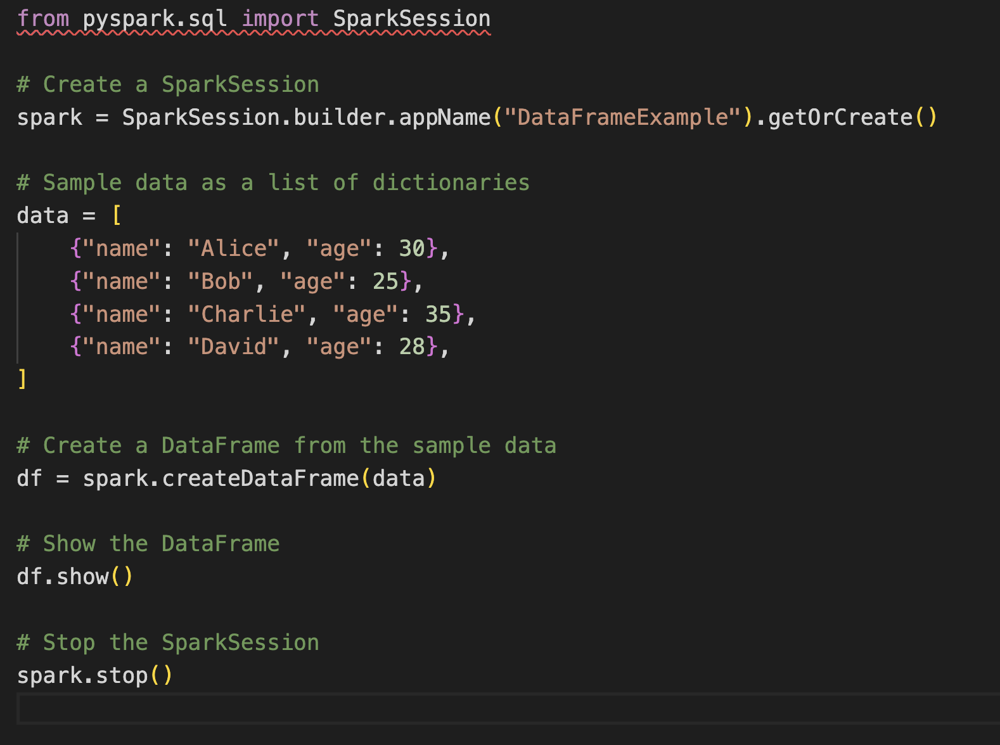 from pyspark.sql import SparkSession
# Create a SparkSession
spark = SparkSession.builder.appName("DataFrameExample").getOrCreate()
# Sample data as a list of dictionaries
data = [
    {"name": "Alice", "age": 30},
    {"name": "Bob", "age": 25},
    {"name": "Charlie", "age": 35},
    {"name": "David", "age": 28},
]
# Create a DataFrame from the sample data
df = spark.createDataFrame(data)
# Show the DataFrame
df.show()
# Stop the SparkSession
spark.stop()